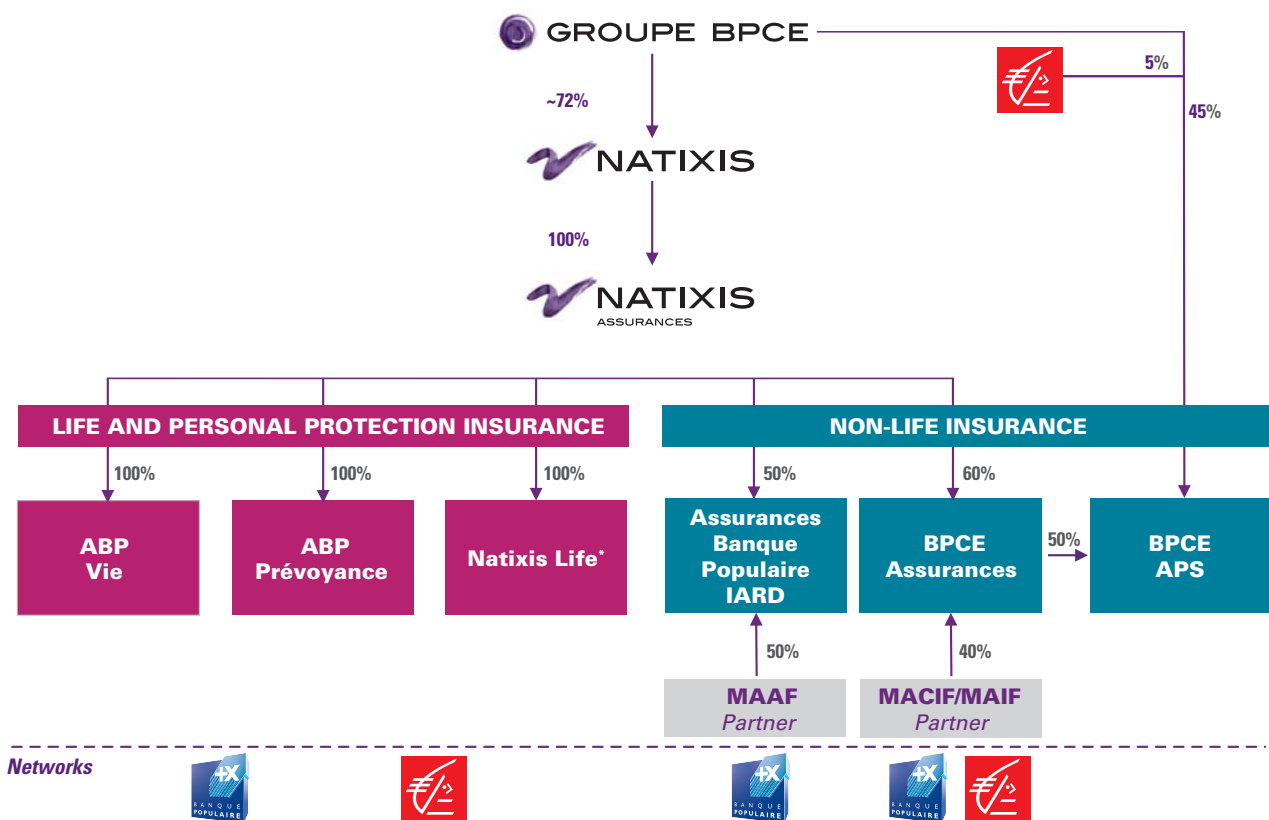 GROUPE BPCE
5%
~72%
45%
NATIXIS
100%
NATIXIS
ASSURANCES
LIFE AND PERSONAL PROTECTION INSURANCE
NON-LIFE INSURANCE
100%
100%
100%
50%
60%
ABP
Vie
ABP
Prévoyance
Natixis Life*
Assurances
Banque
Populaire
IARD
BPCE
Assurances
50%
BPCE
APS
50%
40%
MAAF
Partner
MACIF/MAIF
Partner
Networks
+X
BANQUE
POPULAIRE
+X
BANQUE
POPULAIRE
+X
BANQUE
POPULAIRE